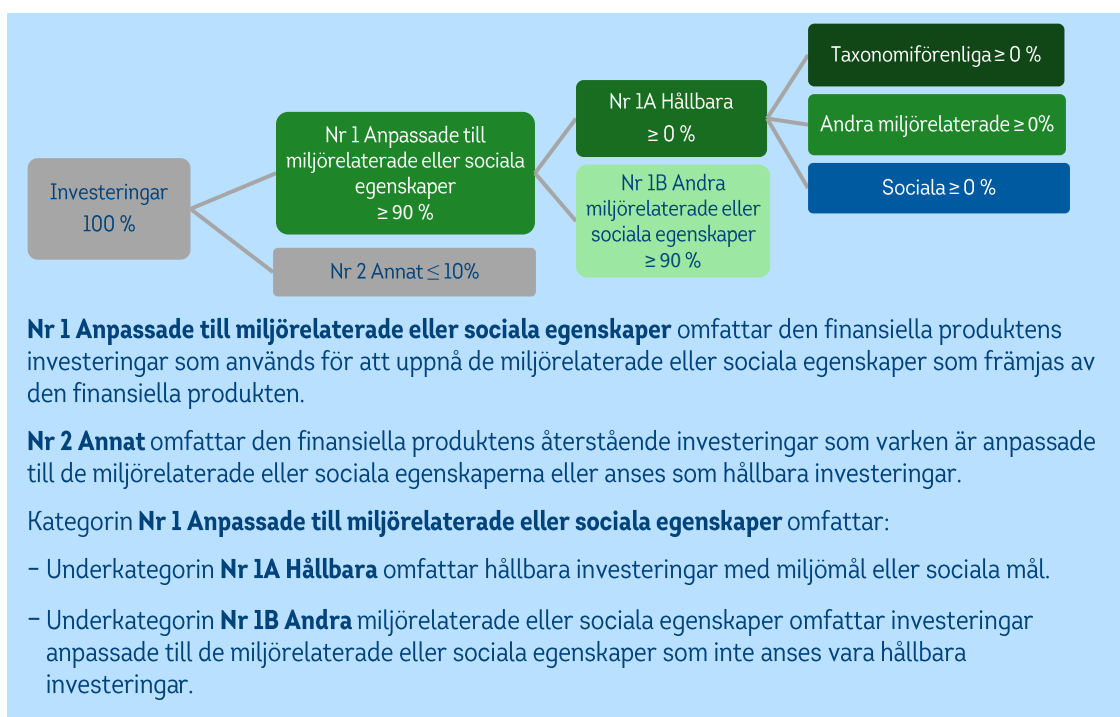 Investeringar
100 %
Nr 1 Anpassade till
miljörelaterade eller sociala
egenskaper
≥ 90 %
Nr 2 Annat ≤ 10%
Nr 1A Hållbara
≥ 0 %
Nr 1B Andra
miljörelaterade eller
sociala egenskaper
≥ 90 %
Taxonomiförenliga ≥ 0 %
Andra miljörelaterade ≥ 0%
Sociala ≥ 0 %
Nr 1 Anpassade till miljörelaterade eller sociala egenskaper omfattar den finansiella produktens
investeringar som används för att uppnå de miljörelaterade eller sociala egenskaper som främjas av
den finansiella produkten.
Nr 2 Annat omfattar den finansiella produktens återstående investeringar som varken är anpassade
till de miljörelaterade eller sociala egenskaperna eller anses som hållbara investeringar.
Kategorin Nr 1 Anpassade till miljörelaterade eller sociala egenskaper omfattar:
– Underkategorin Nr 1A Hållbara omfattar hållbara investeringar med miljömål eller sociala mål.
– Underkategorin Nr 1B Andra miljörelaterade eller sociala egenskaper omfattar investeringar
anpassade till de miljörelaterade eller sociala egenskaper som inte anses vara hållbara
investeringar.